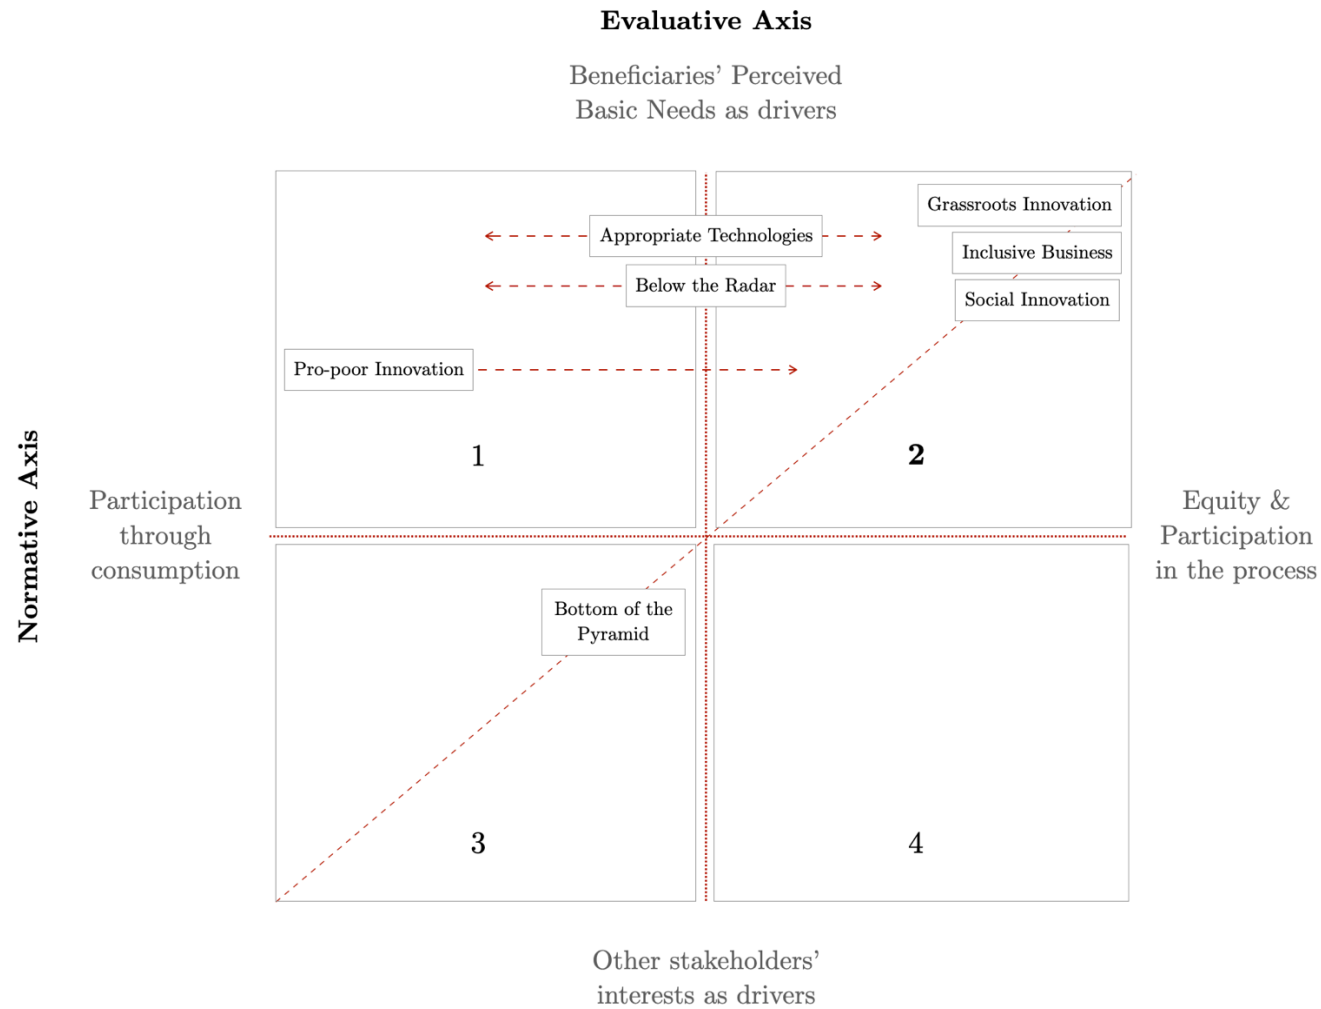 Evaluative Axis
Beneficiaries' Perceived
Basic Needs as drivers
Grassroots Innovation
Appropriate Technologies
Inclusive Business
Below the Radar
Social Innovation
Pro-poor Innovation
1
2
Normative Axis
Participation
through
consumption
Equity &
Participation
in the process
Bottom of the
Pyramid
3
4
Other stakeholders'
interests as drivers